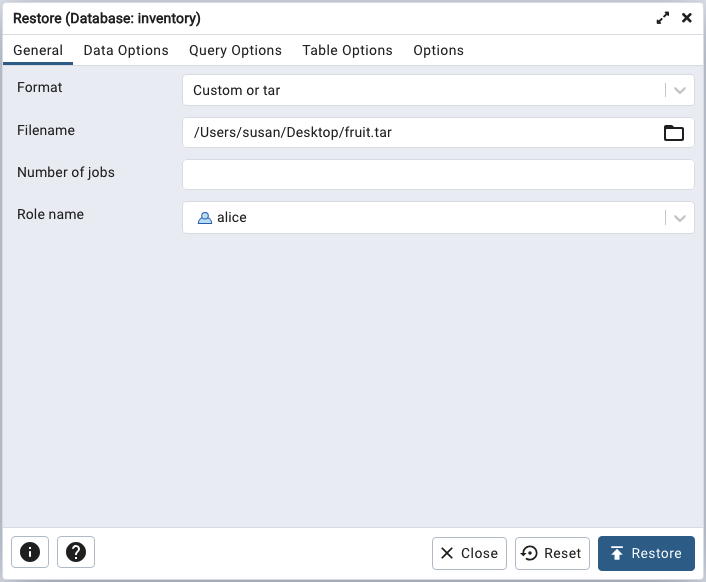 Restore (Database: inventory)
General Data Options Query Options Table Options Options
Format Custom or tar
Filename /Users/susan/Desktop/fruit.tar
Number of jobs
Role name alice
Close Reset Restore